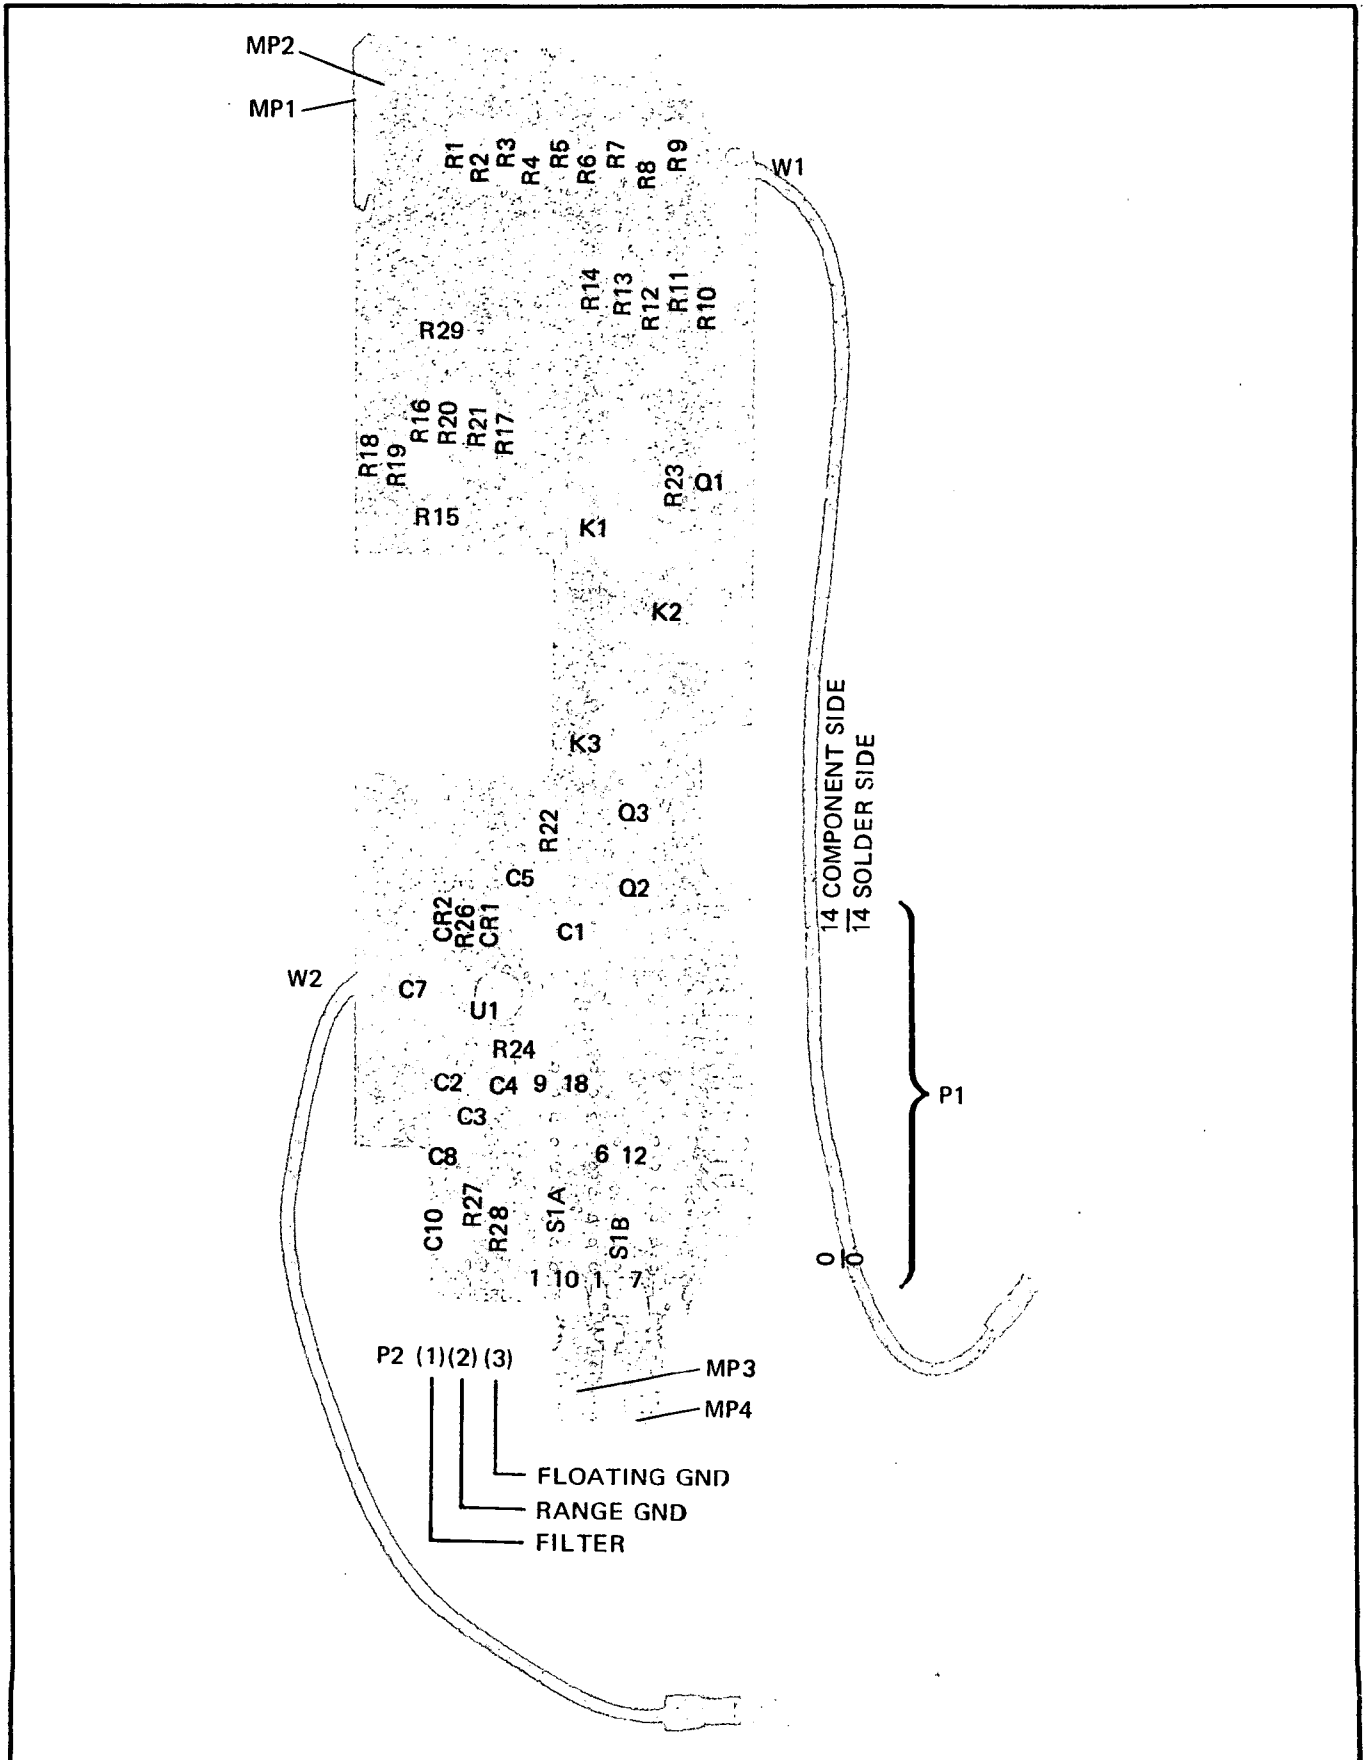 MP2
MP1
R1
R2
R3
R4
R5
R6
R7
R8
R9
W1
R14
R13
R12
R11
R10
R29
R18
R19
R16
R20
R21
R17
R23
Q1
R15
K1
K2
14 COMPONENT SIDE
14 SOLDER SIDE
K3
Q3
R22
C5
Q2
CR2
R26
CR1
C1
W2
C7
U1
R24
C2
C4
9
18
P1
C3
C8
6
12
C10
R27
R28
S1A
S1B
0
0
1
10
1
7
P2 (1)(2)(3)
MP3
MP4
FLOATING GND
RANGE GND
FILTER